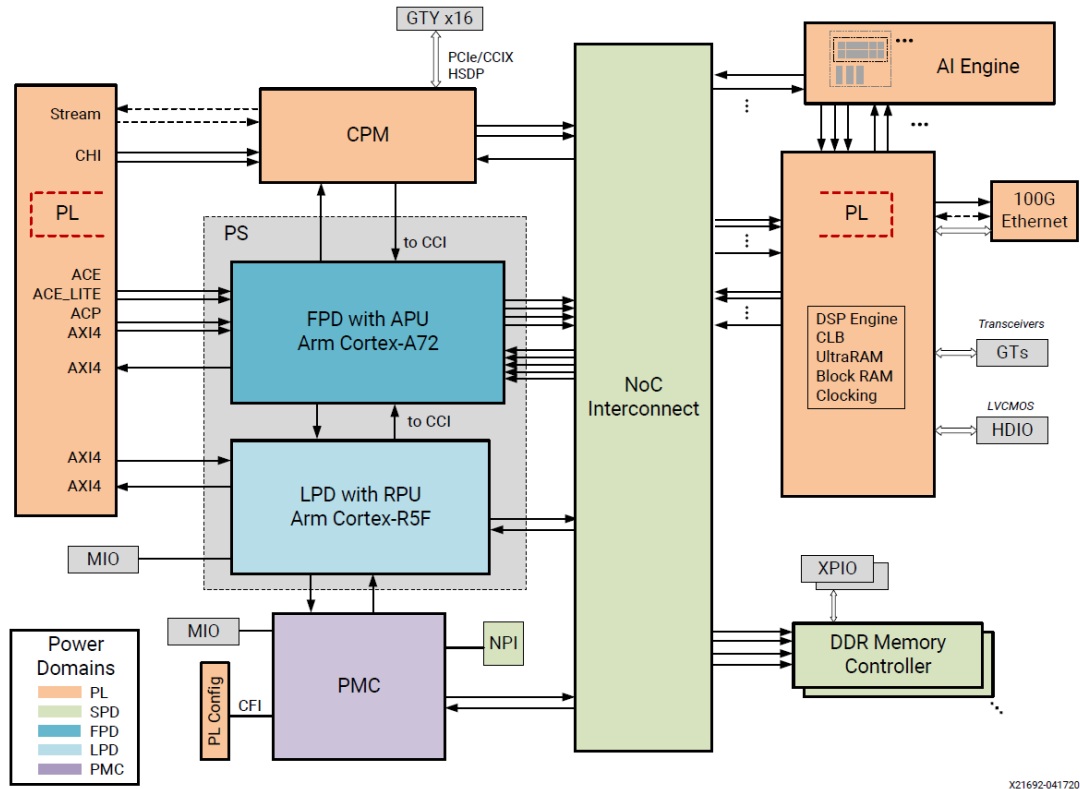 GTY x16
PCIe/CCIX
HSDP
AI Engine
Stream
CHI
PL
ACE
ACE_LITE
ACP
AXI4
AXI4
AXI4
AXI4
CPM
PS
to CCI
FPD with APU
Arm Cortex-A72
to CCI
LPD with RPU
Arm Cortex-R5F
MIO
MIO
PMC
NPI
PL Config
CFI
NoC
Interconnect
PL
DSP Engine
CLB
UltraRAM
Block RAM
Clocking
100G
Ethernet
Transceivers
GTs
LVCMOS
HDIO
XPIO
DDR Memory
Controller
Power
Domains
PL
SPD
FPD
LPD
PMC
X21692-041720